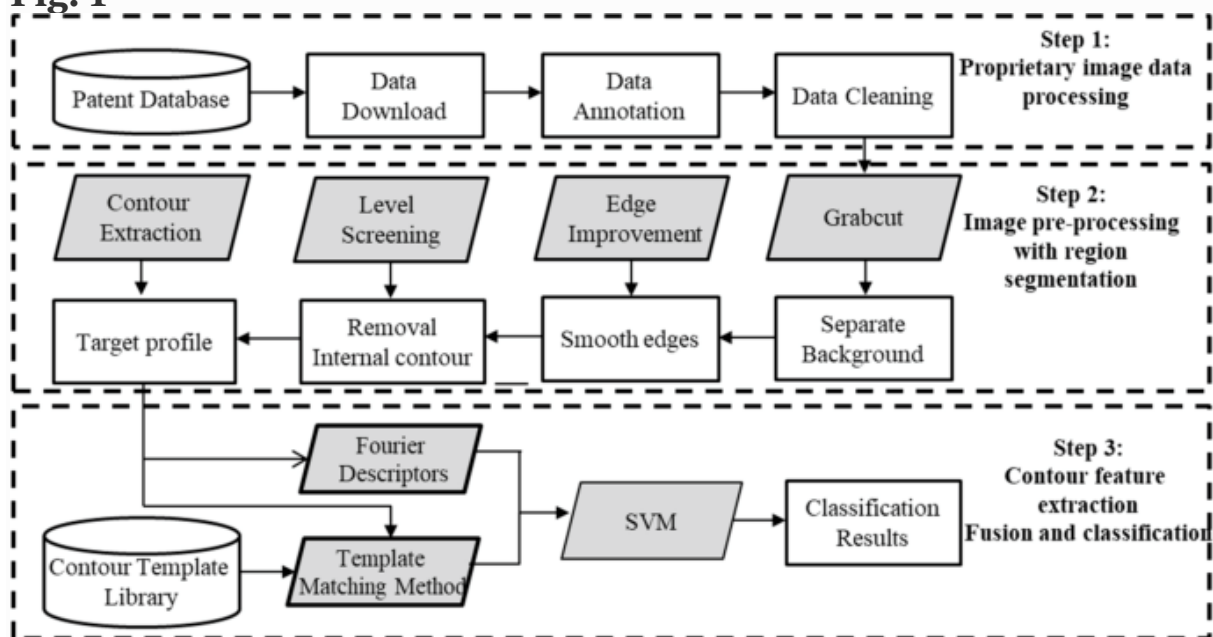 Fig. 1
Step 1:
Proprietary image data
processing
Patent Database
Data
Download
Data
Annotation
Data Cleaning
Step 2:
Image pre-processing
with region
segmentation
Contour
Extraction
Level
Screening
Edge
Improvement
Grabcut
Target profile
Removal
Internal contour
Smooth edges
Separate
Background
Step 3:
Contour feature
extraction
Fusion and classification
Fourier
Descriptors
SVM
Classification
Results
Contour Template
Library
Template
Matching Method